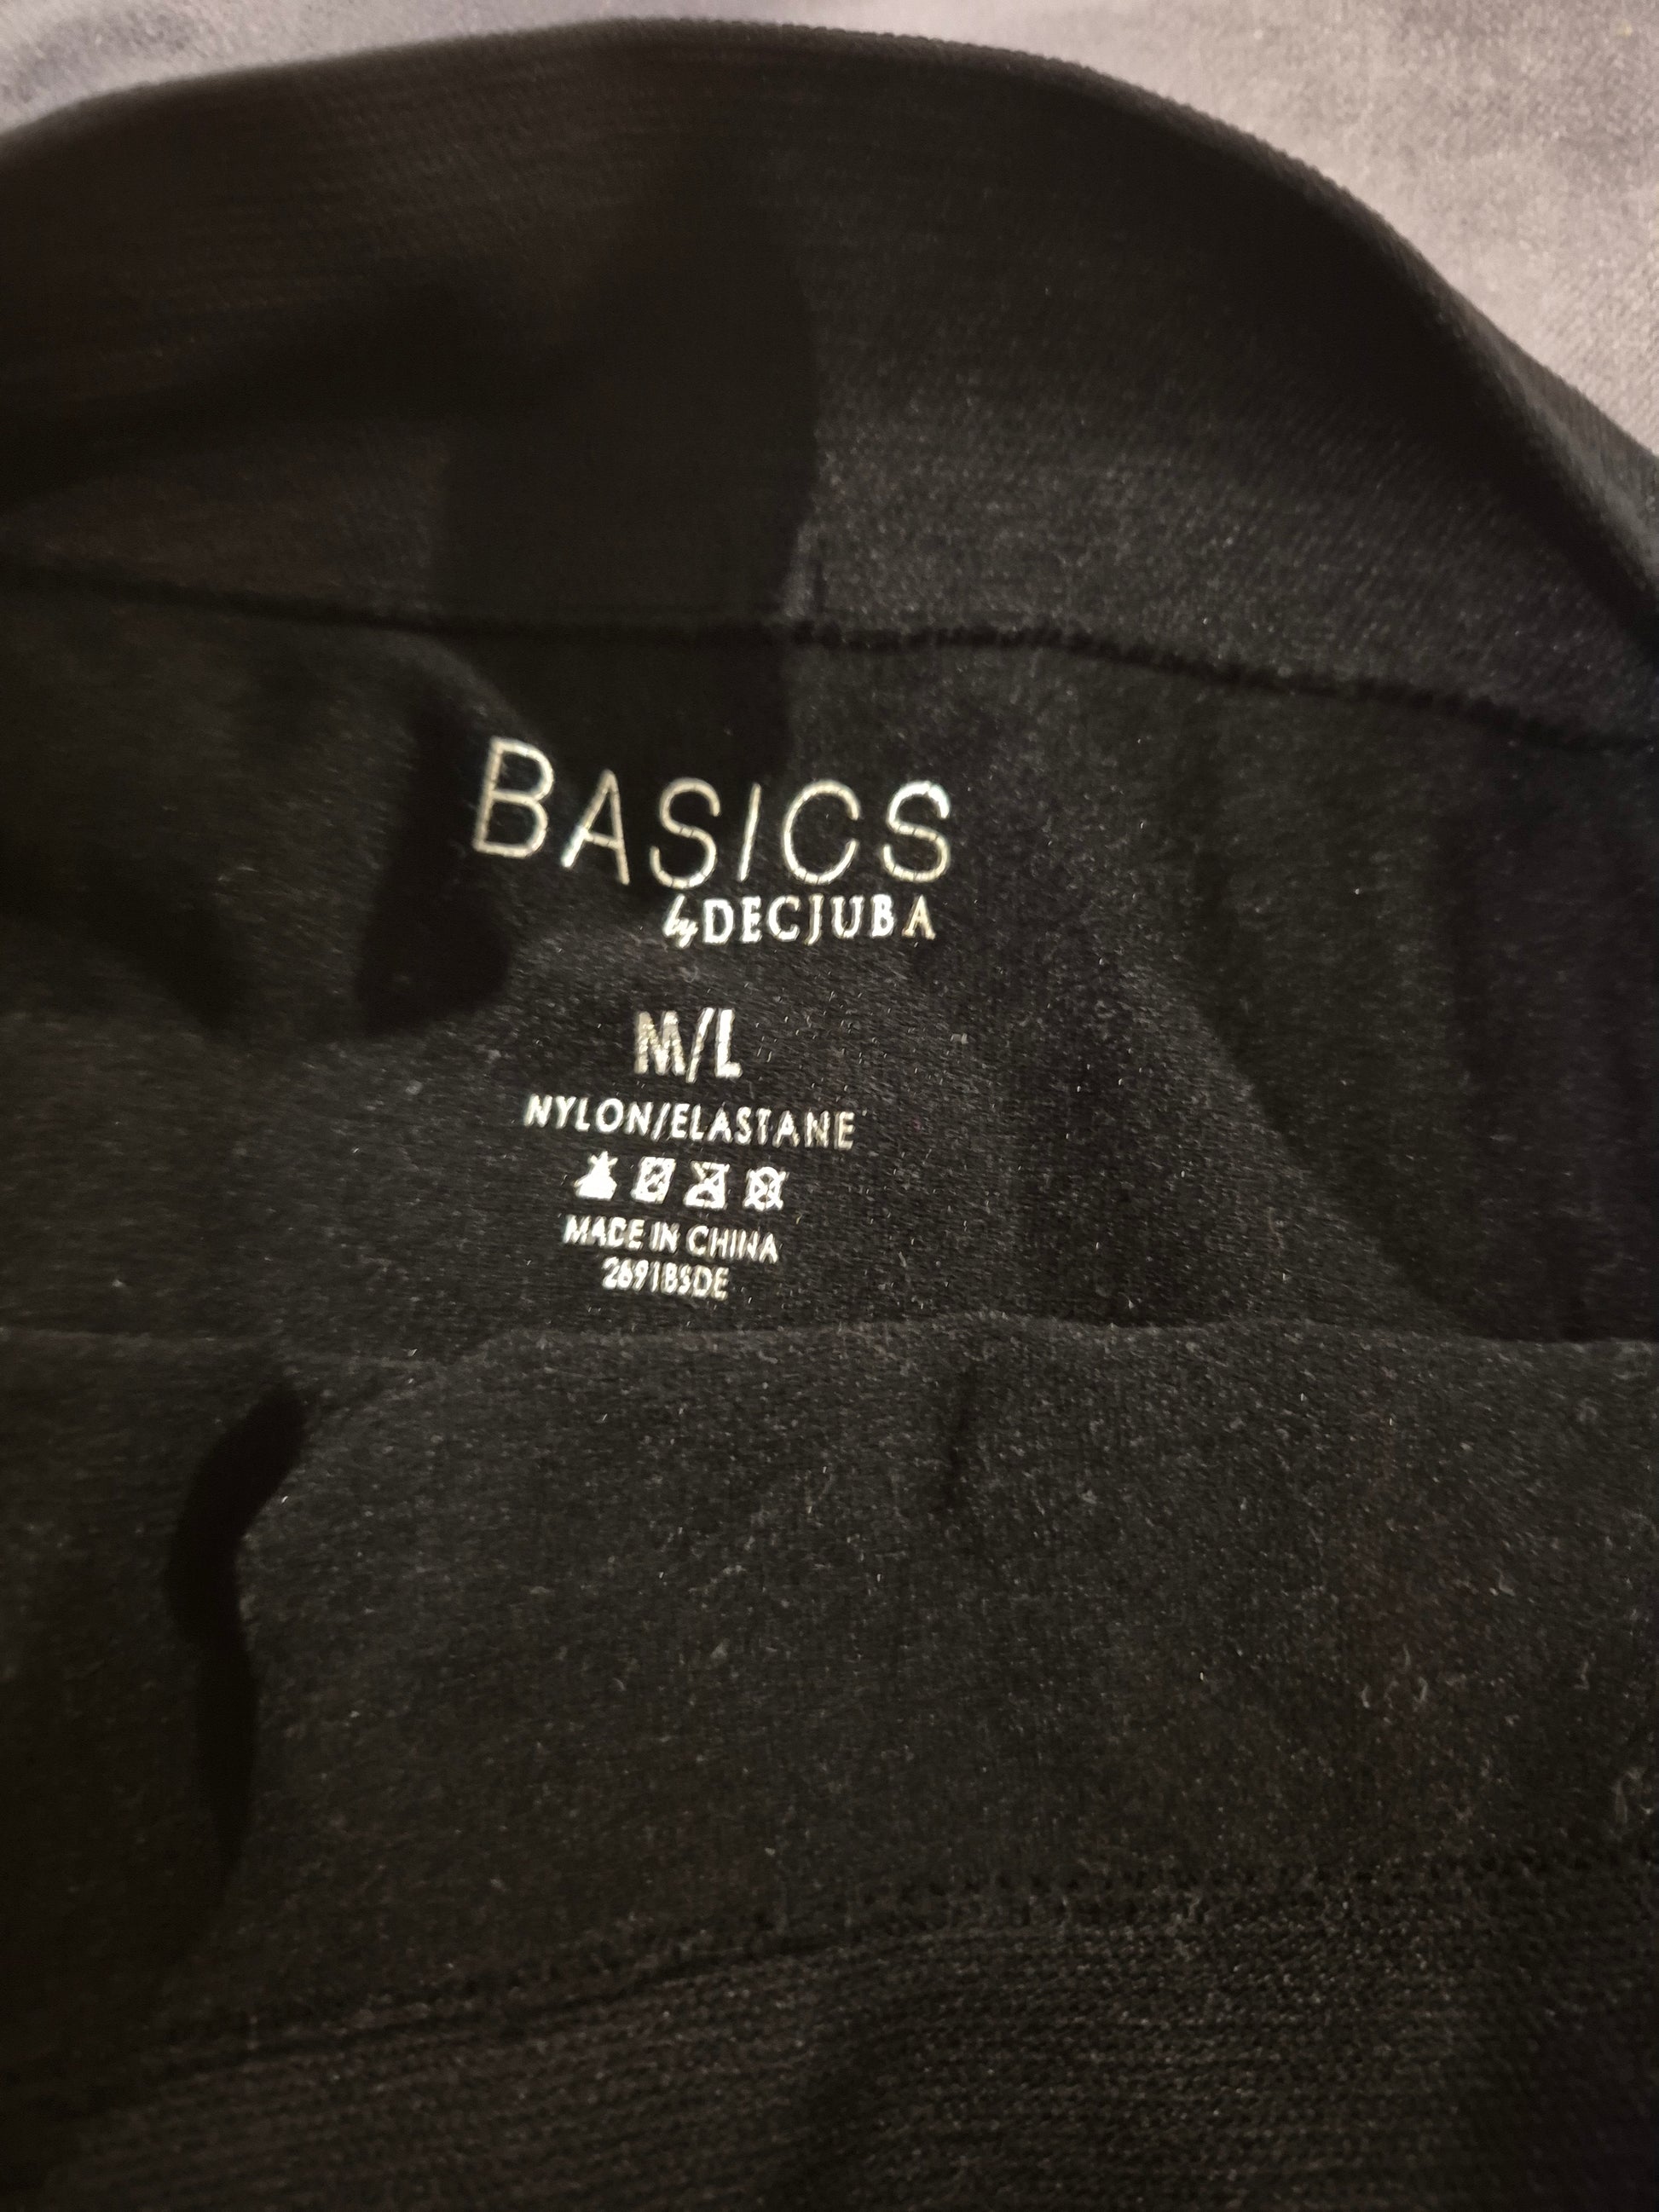 BASICS
by DECJUBA
M/L
NYLON/ELASTANE
MADE IN CHINA
2691BSDE